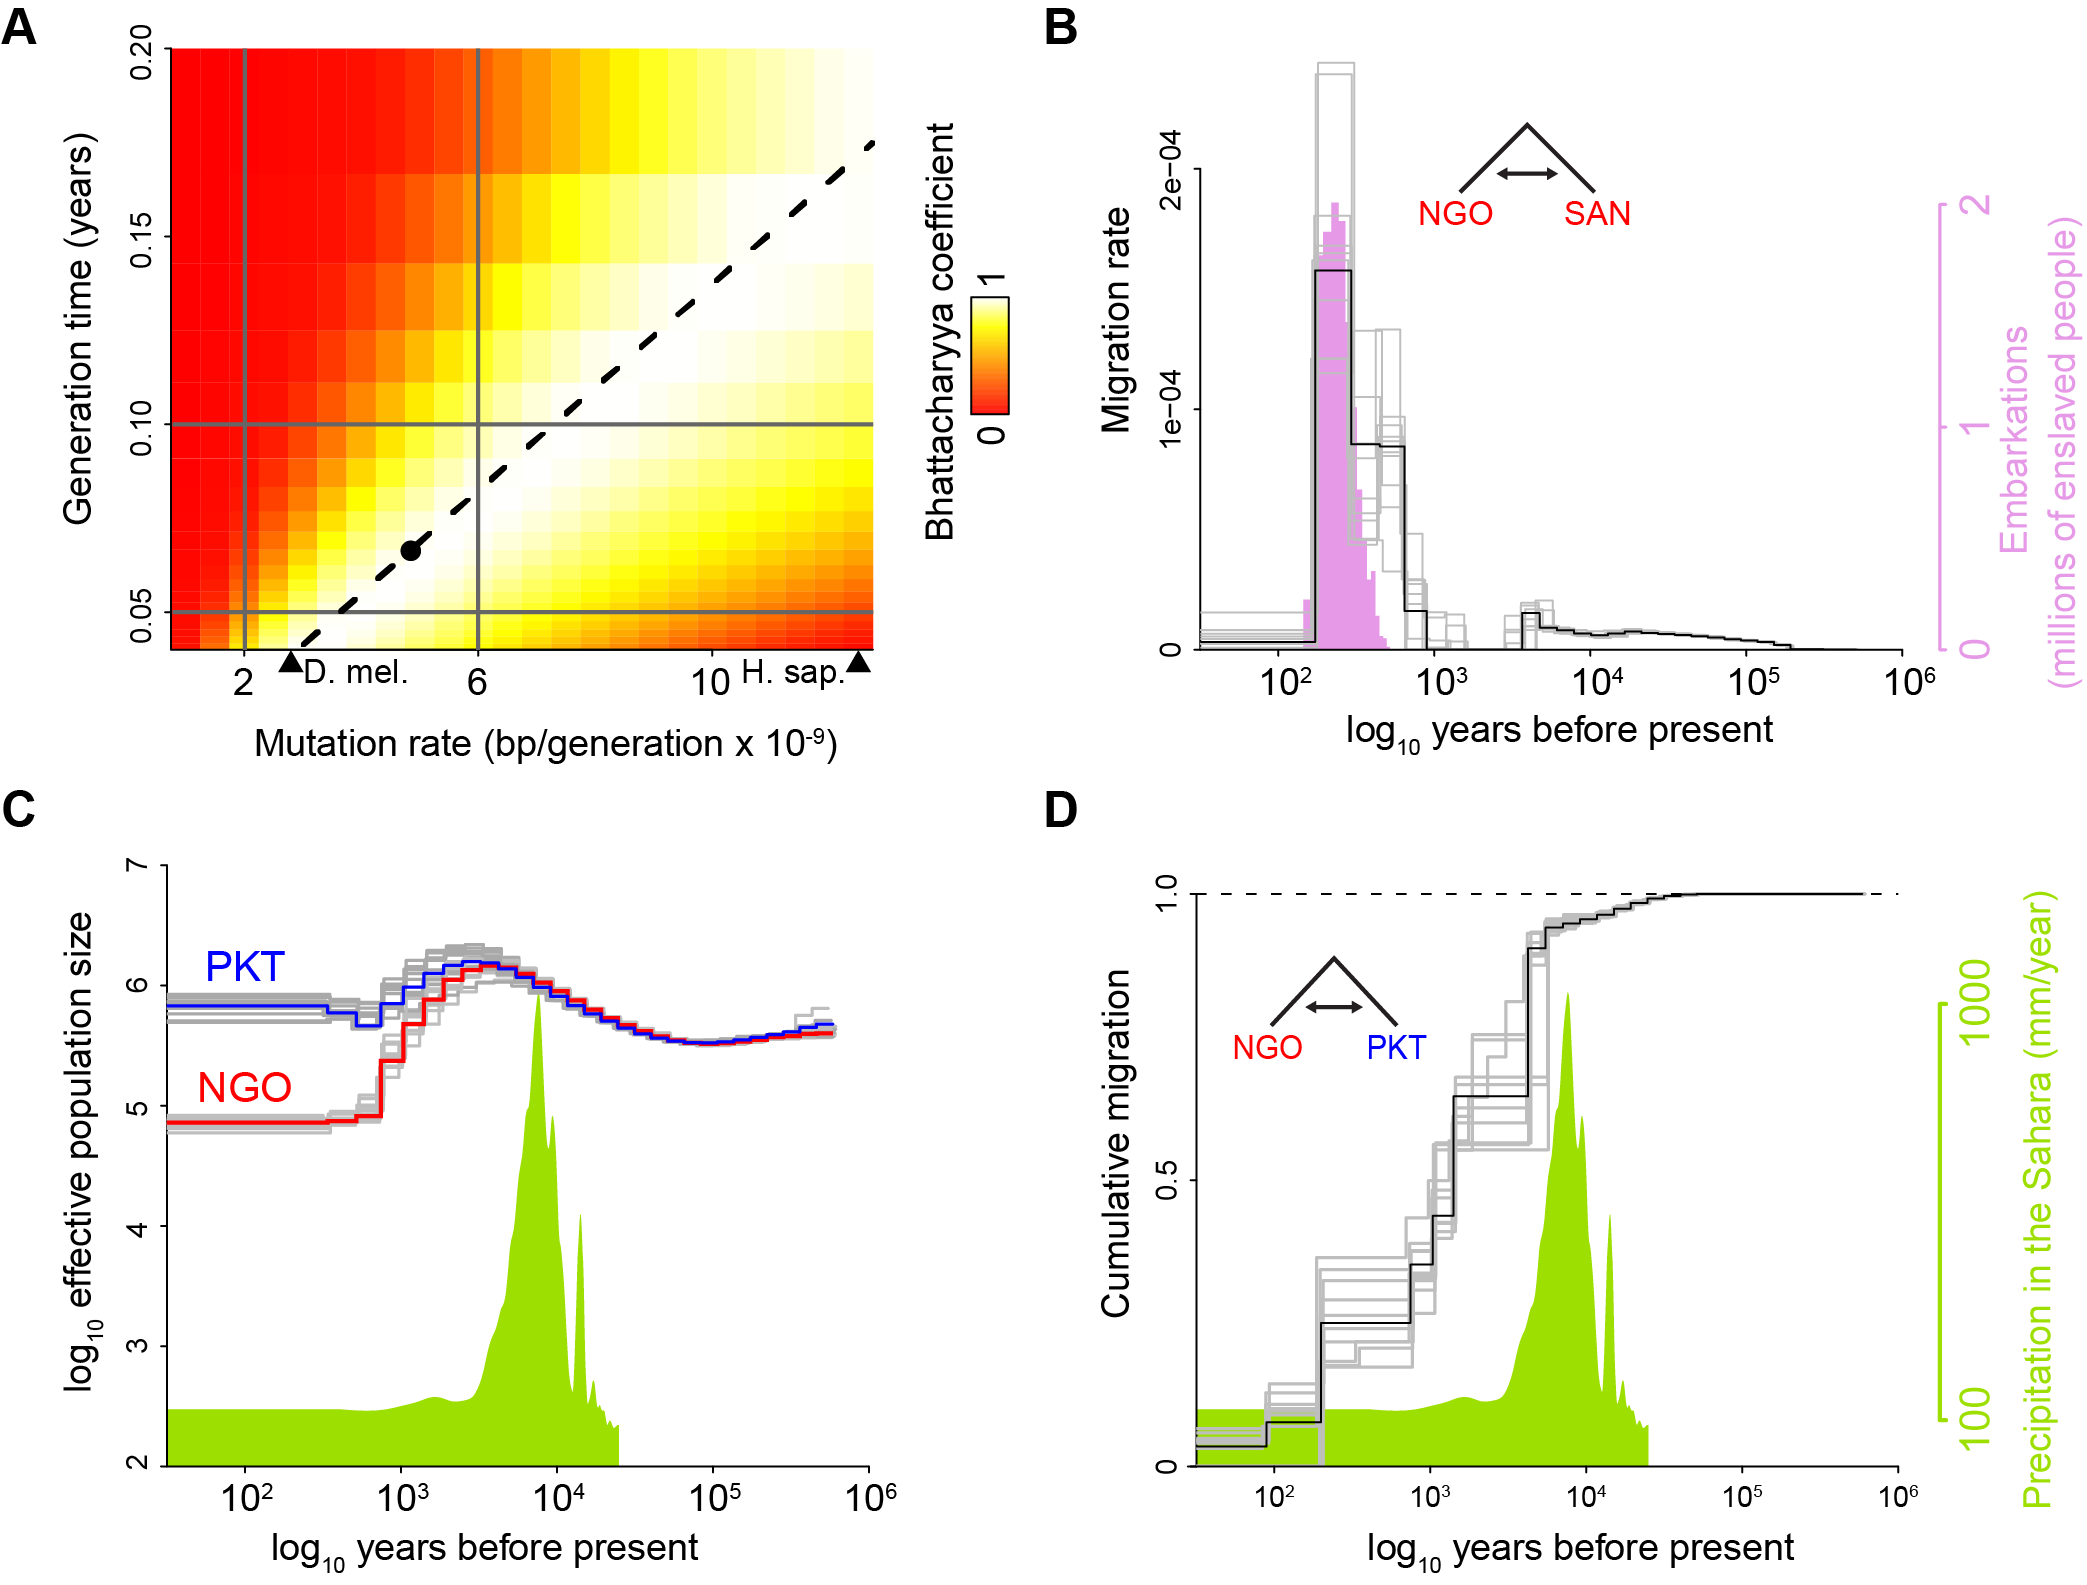 A
0.20
0.15
0.10
0.05
Generation time (years)
2
6
10
D. mel.
H. sap.
Mutation rate (bp/generation x 10⁻⁹)
Bhattacharyya coefficient
1
0
B
2e−04
1e−04
0
Migration rate
NGO
SAN
10²
10³
10⁴
10⁵
10⁶
log₁₀ years before present
2
1
0
Embarkations
(millions of enslaved people)
C
7
6
5
4
3
2
log₁₀ effective population size
PKT
NGO
10²
10³
10⁴
10⁵
10⁶
log₁₀ years before present
D
1.0
0.5
0
Cumulative migration
NGO
PKT
10²
10³
10⁴
10⁵
10⁶
log₁₀ years before present
1000
100
Precipitation in the Sahara (mm/year)